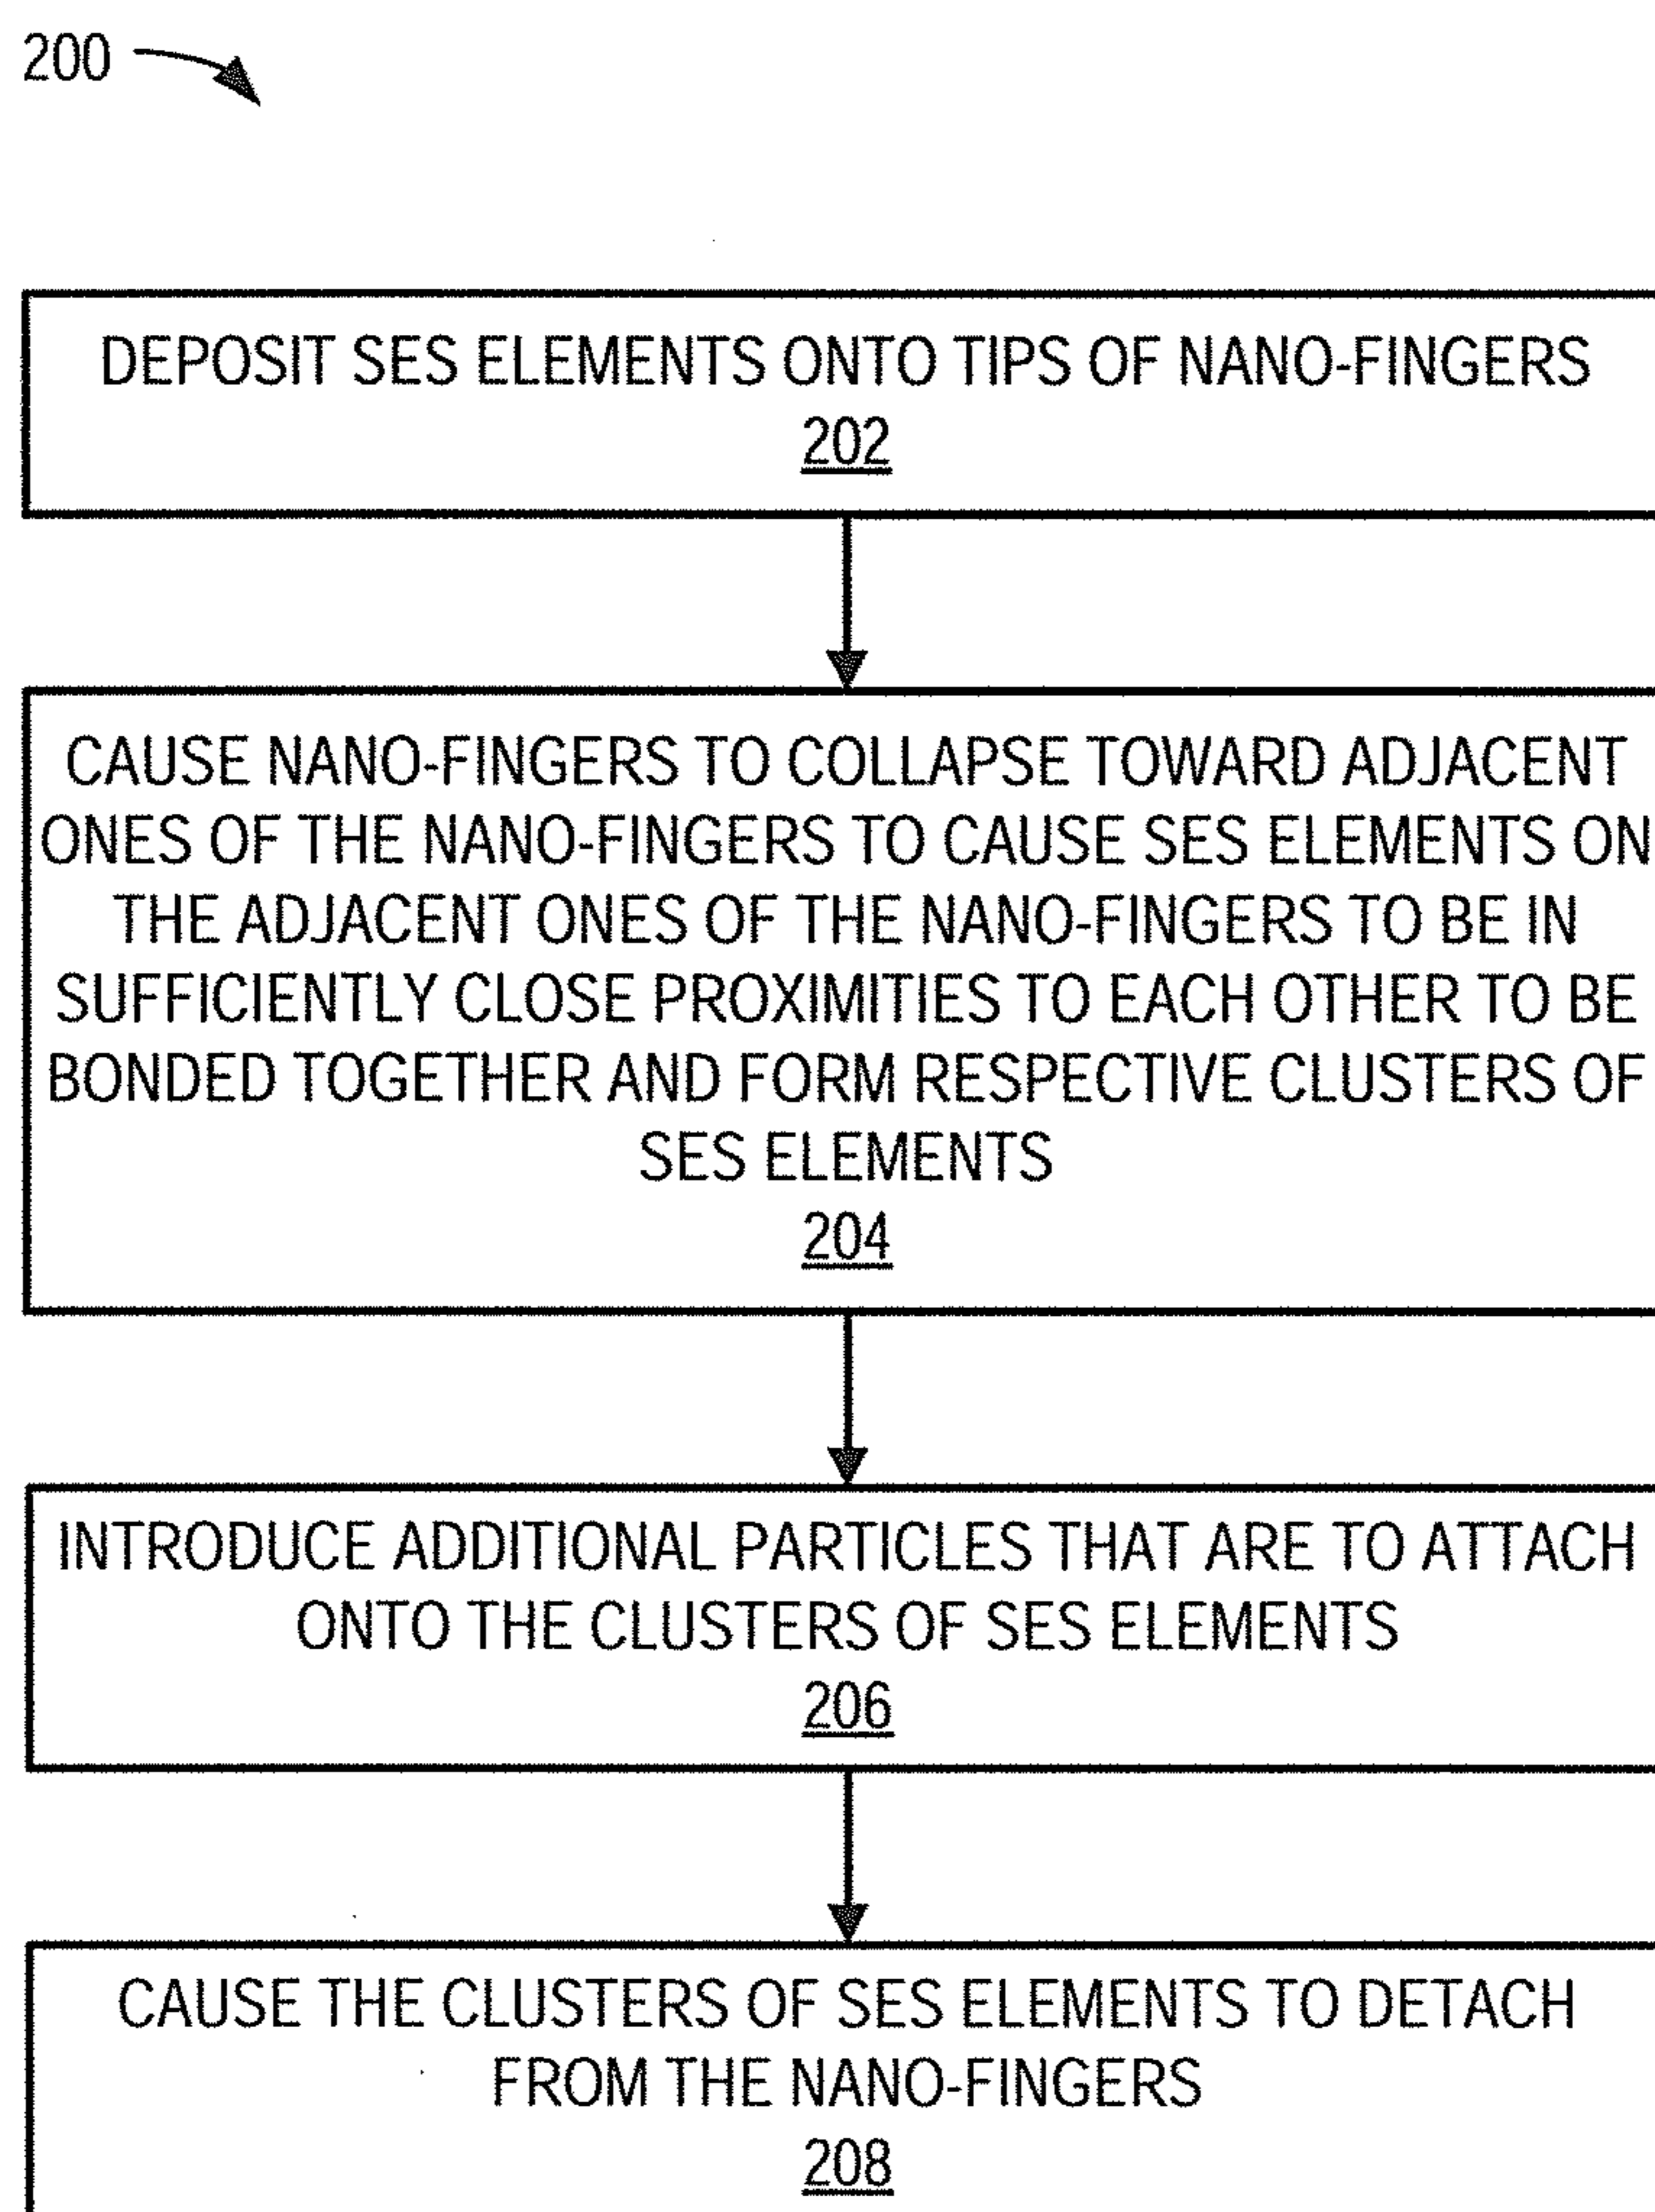 200
DEPOSIT SES ELEMENTS ONTO TIPS OF NANO-FINGERS
202
CAUSE NANO-FINGERS TO COLLAPSE TOWARD ADJACENT
ONES OF THE NANO-FINGERS TO CAUSE SES ELEMENTS ON
THE ADJACENT ONES OF THE NANO-FINGERS TO BE IN
SUFFICIENTLY CLOSE PROXIMITIES TO EACH OTHER TO BE
BONDED TOGETHER AND FORM RESPECTIVE CLUSTERS OF
SES ELEMENTS
204
INTRODUCE ADDITIONAL PARTICLES THAT ARE TO ATTACH
ONTO THE CLUSTERS OF SES ELEMENTS
206
CAUSE THE CLUSTERS OF SES ELEMENTS TO DETACH
FROM THE NANO-FINGERS
208